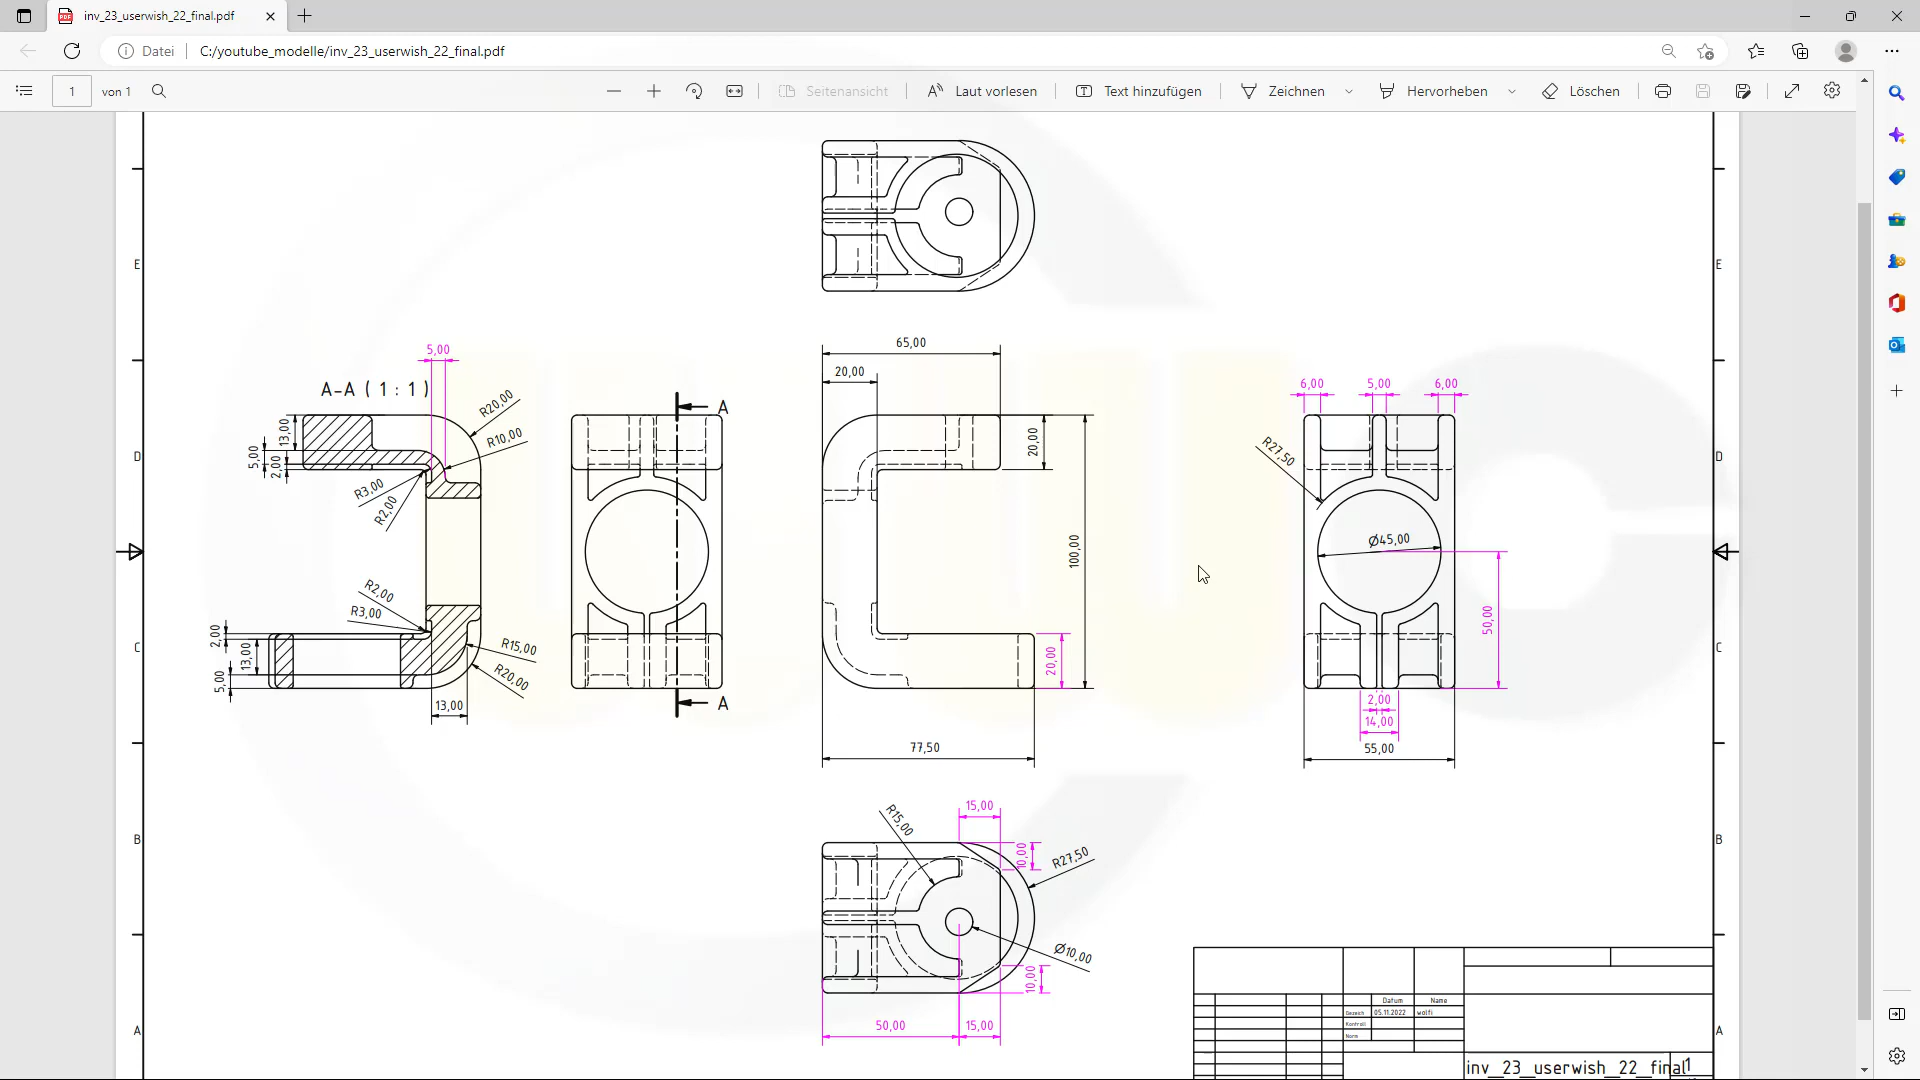 inv_23_userwish_22_final.pdf
Datei
C:/youtube_modelle/inv_23_userwish_22_final.pdf
1
von 1
Seitenansicht
Laut vorlesen
Text hinzufügen
Zeichnen
Hervorheben
Löschen
E
E
D
D
C
C
B
B
A
A
A-A ( 1 : 1 )
5,00
R20,00
R10,00
13,00
5,00
2,00
R3,00
R2,00
R2,00
R3,00
2,00
13,00
5,00
R15,00
R20,00
13,00
A
A
65,00
20,00
20,00
100,00
20,00
77,50
6,00
5,00
6,00
R27,50
Ø45,00
50,00
2,00
14,00
55,00
15,00
R15,00
10,00
R27,50
Ø10,00
10,00
50,00
15,00
Datum
Name
Gezeich
05.11.2022
wolfi
Kontroll
Norm
inv_23_userwish_22_final
1